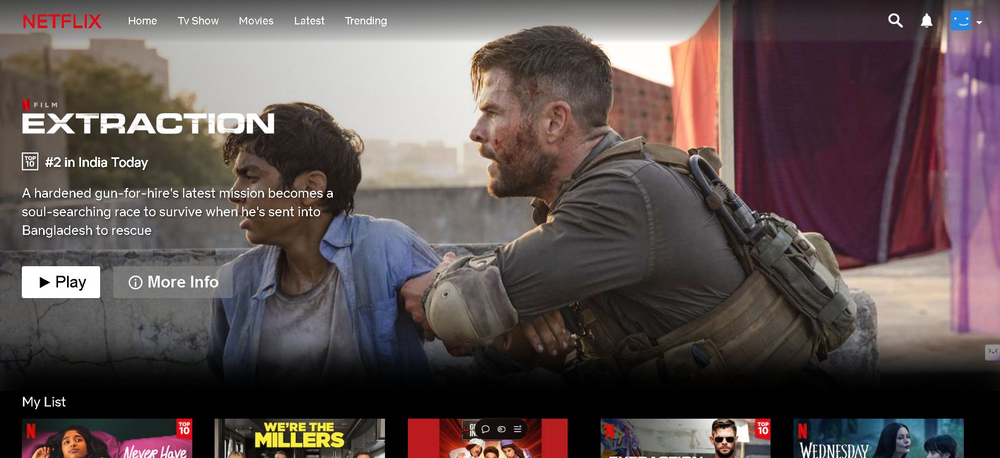 NETFLIX Home Tv Show Movies Latest Trending
N FILM
EXTRACTION
TOP 10 #2 in India Today
A hardened gun-for-hire's latest mission becomes a
soul-searching race to survive when he's sent into
Bangladesh to rescue
Play More Info
My List
N TOP 10
NEVER HAVE
WE'RE THE
MILLERS
N TOP 10
EXTRACTION
N
WEDNESDAY